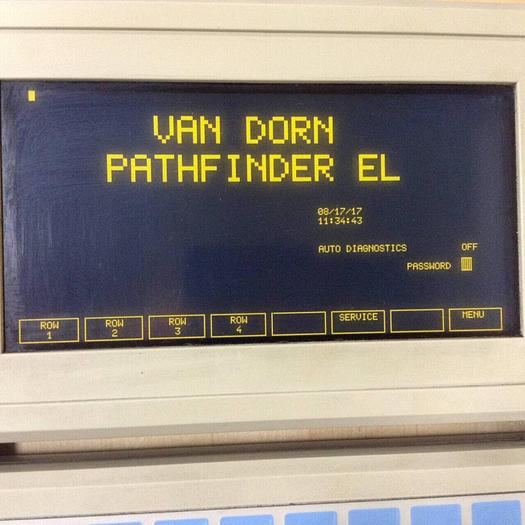 VAN DORN
PATHFINDER EL
08/17/17
11:34:43
AUTO DIAGNOSTICS OFF
PASSWORD
ROW 1
ROW 2
ROW 3
ROW 4
SERVICE
MENU